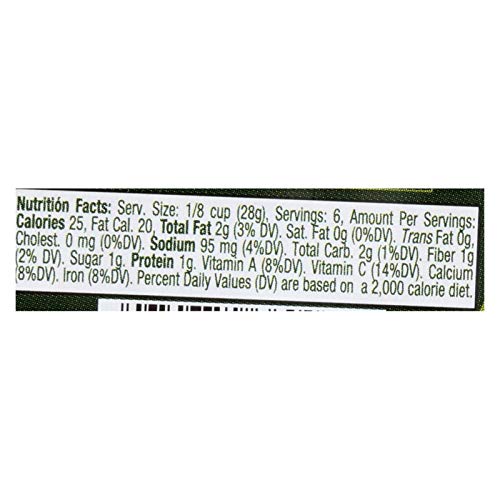 Nutrition Facts: Serv. Size: 1/8 cup (28g), Servings: 6, Amount Per Serving:
Calories 25, Fat Cal. 20, Total Fat 2g (3% DV). Sat. Fat 0g (0%DV). Trans Fat 0g,
Cholest. 0 mg (0%DV). Sodium 95 mg (4%DV). Total Carb. 2g (1%DV). Fiber 1g
(2% DV). Sugar 1g. Protein 1g. Vitamin A (8%DV). Vitamin C (14%DV). Calcium
(8%DV). Iron (8%DV). Percent Daily Values (DV) are based on a 2,000 calorie diet.